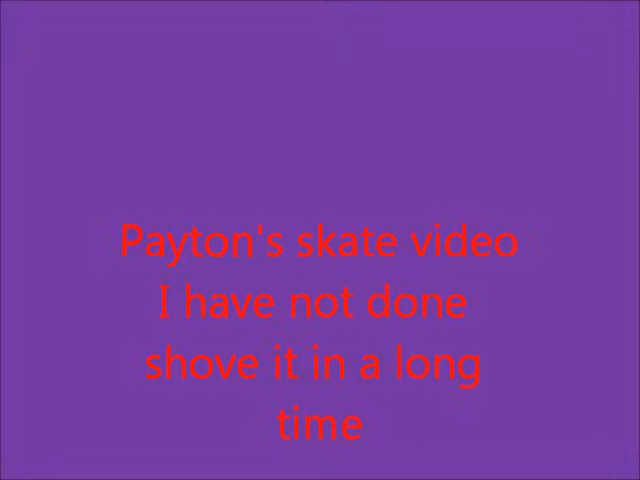 Payton's skate video
I have not done
shove it in a long
time